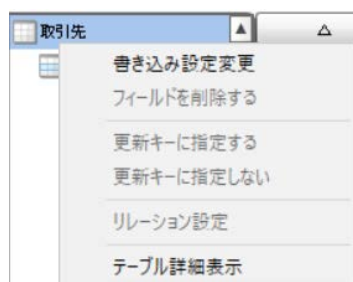 取引先
書き込み設定変更
フィールドを削除する
更新キーに指定する
更新キーに指定しない
リレーション設定
テーブル詳細表示